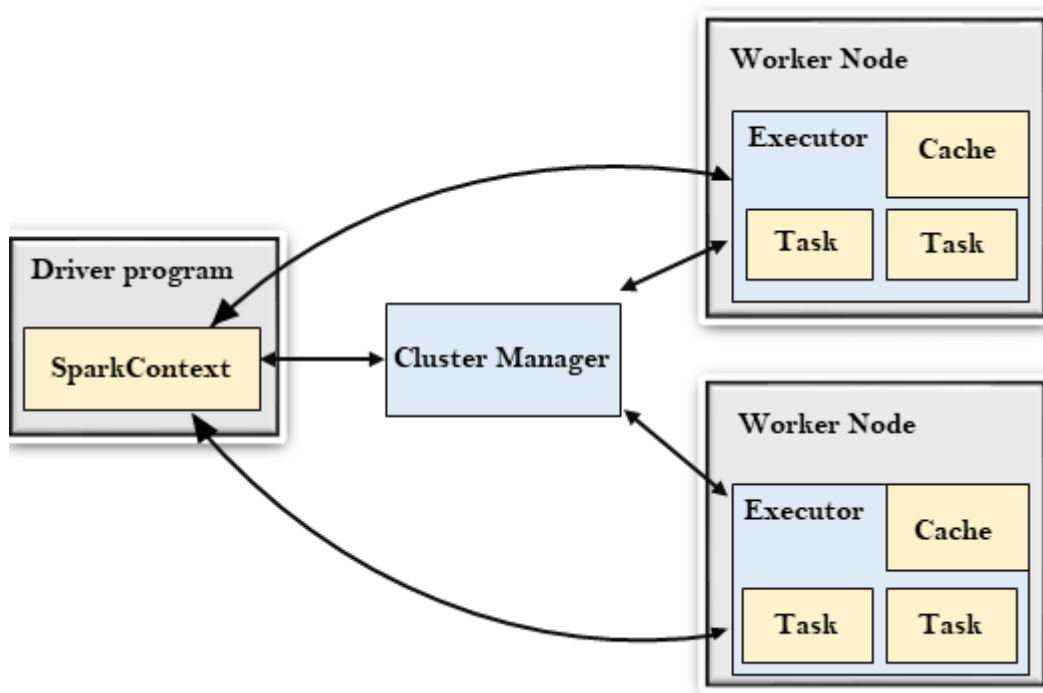 Driver program
SparkContext
Cluster Manager
Worker Node
Executor
Cache
Task
Task
Worker Node
Executor
Cache
Task
Task